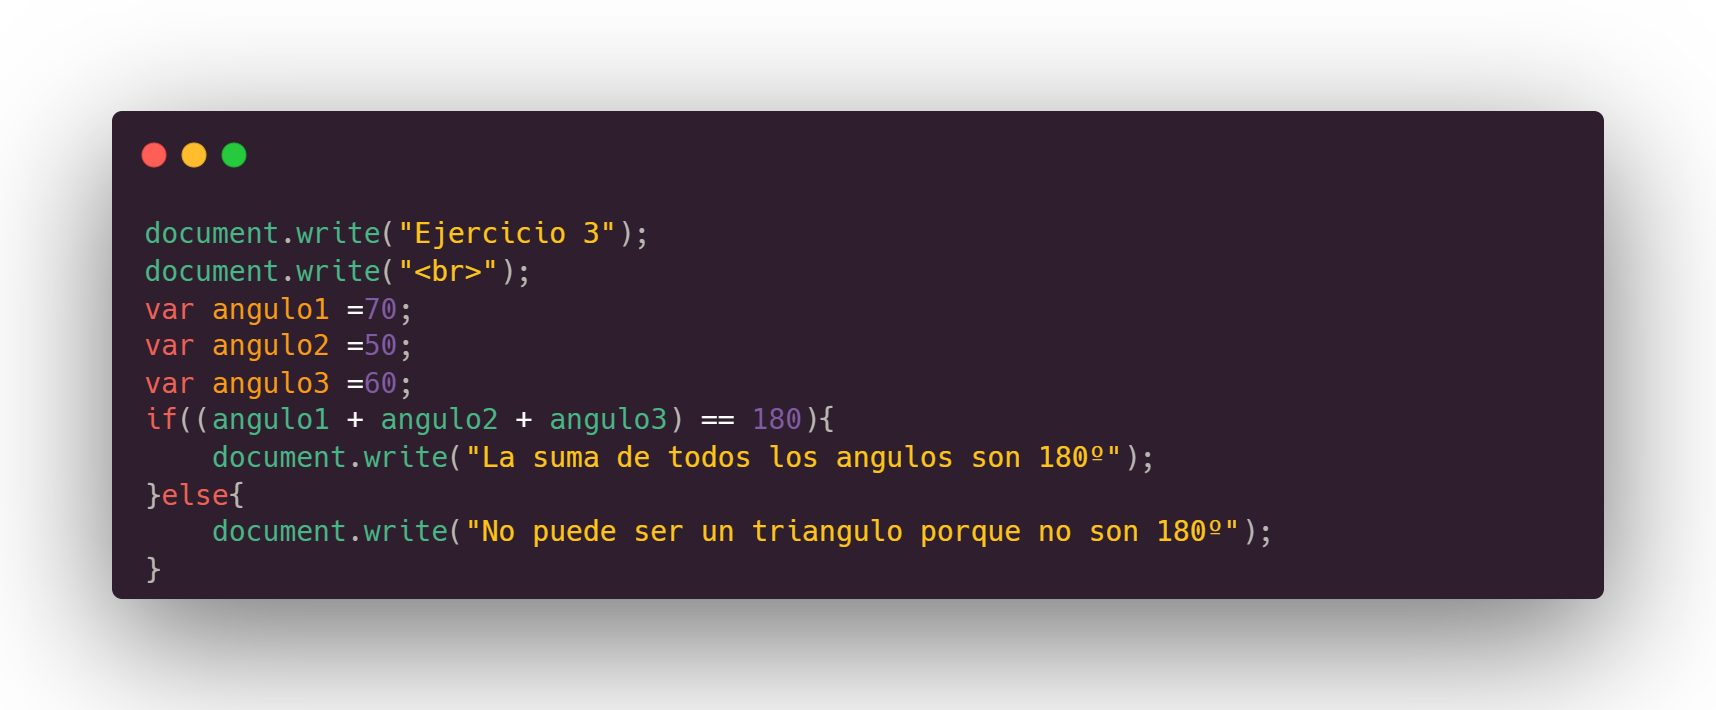 document.write("Ejercicio 3");
document.write("<br>");
var angulo1 =70;
var angulo2 =50;
var angulo3 =60;
if((angulo1 + angulo2 + angulo3) == 180){
    document.write("La suma de todos los angulos son 180º");
}else{
    document.write("No puede ser un triangulo porque no son 180º");
}